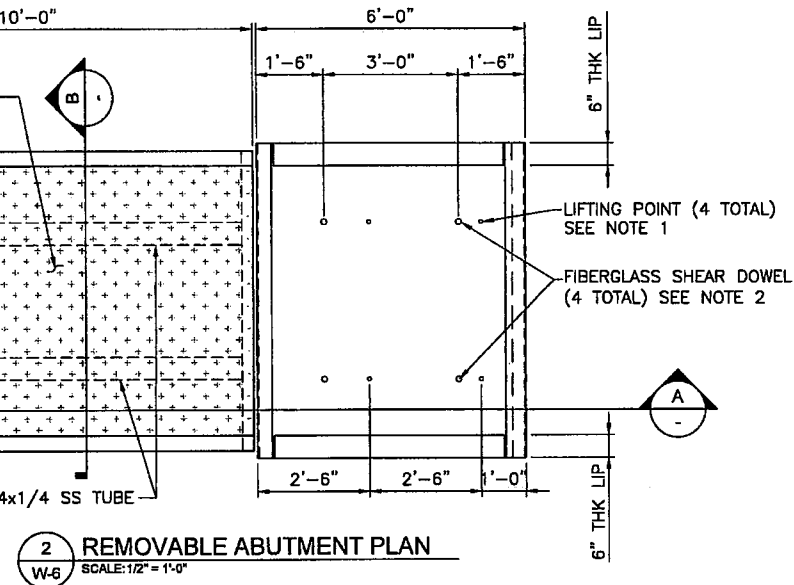 10'-0"
6'-0"
1'-6"
3'-0"
1'-6"
6" THK LIP
B
-
LIFTING POINT (4 TOTAL)
SEE NOTE 1
FIBERGLASS SHEAR DOWEL
(4 TOTAL) SEE NOTE 2
A
-
2'-6"
2'-6"
1'-0"
6" THK LIP
4x1/4 SS TUBE
2
W-6
REMOVABLE ABUTMENT PLAN
SCALE: 1/2" = 1'-0"